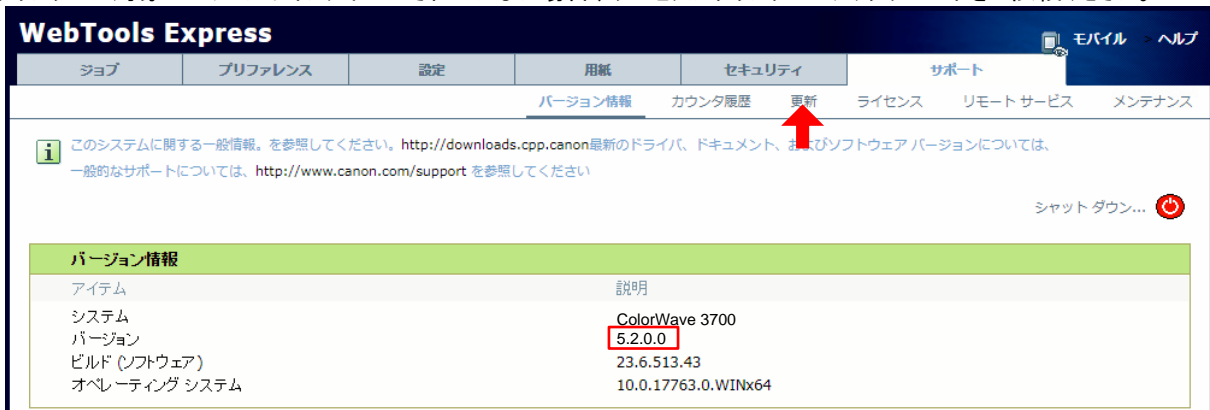 WebTools Express
モバイル ヘルプ
ジョブ プリファレンス 設定 用紙 セキュリティ サポート
バージョン情報 カウンタ履歴 更新 ライセンス リモート サービス メンテナンス
このシステムに関する一般情報。を参照してください。http://downloads.cpp.canon最新のドライバ、ドキュメント、およびソフトウェア バージョンについては、
一般的なサポートについては、http://www.canon.com/support を参照してください
シャット ダウン...
バージョン情報
アイテム 説明
システム ColorWave 3700
バージョン 5.2.0.0
ビルド (ソフトウェア) 23.6.513.43
オペレーティング システム 10.0.17763.0.WINx64